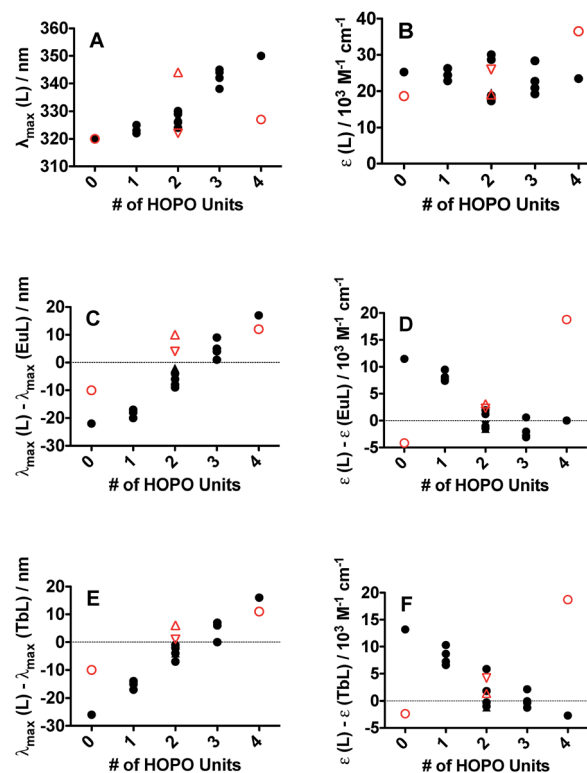 A
λmax (L) / nm
360
350
340
330
320
310
0 1 2 3 4
# of HOPO Units
B
ε (L) / 10³ M⁻¹ cm⁻¹
40
30
20
10
0
0 1 2 3 4
# of HOPO Units
C
λmax (L) - λmax (EuL) / nm
20
10
0
-10
-20
-30
0 1 2 3 4
# of HOPO Units
D
ε (L) - ε (EuL) / 10³ M⁻¹ cm⁻¹
20
15
10
5
0
-5
0 1 2 3 4
# of HOPO Units
E
λmax (L) - λmax (TbL) / nm
20
10
0
-10
-20
-30
0 1 2 3 4
# of HOPO Units
F
ε (L) - ε (TbL) / 10³ M⁻¹ cm⁻¹
20
15
10
5
0
-5
0 1 2 3 4
# of HOPO Units